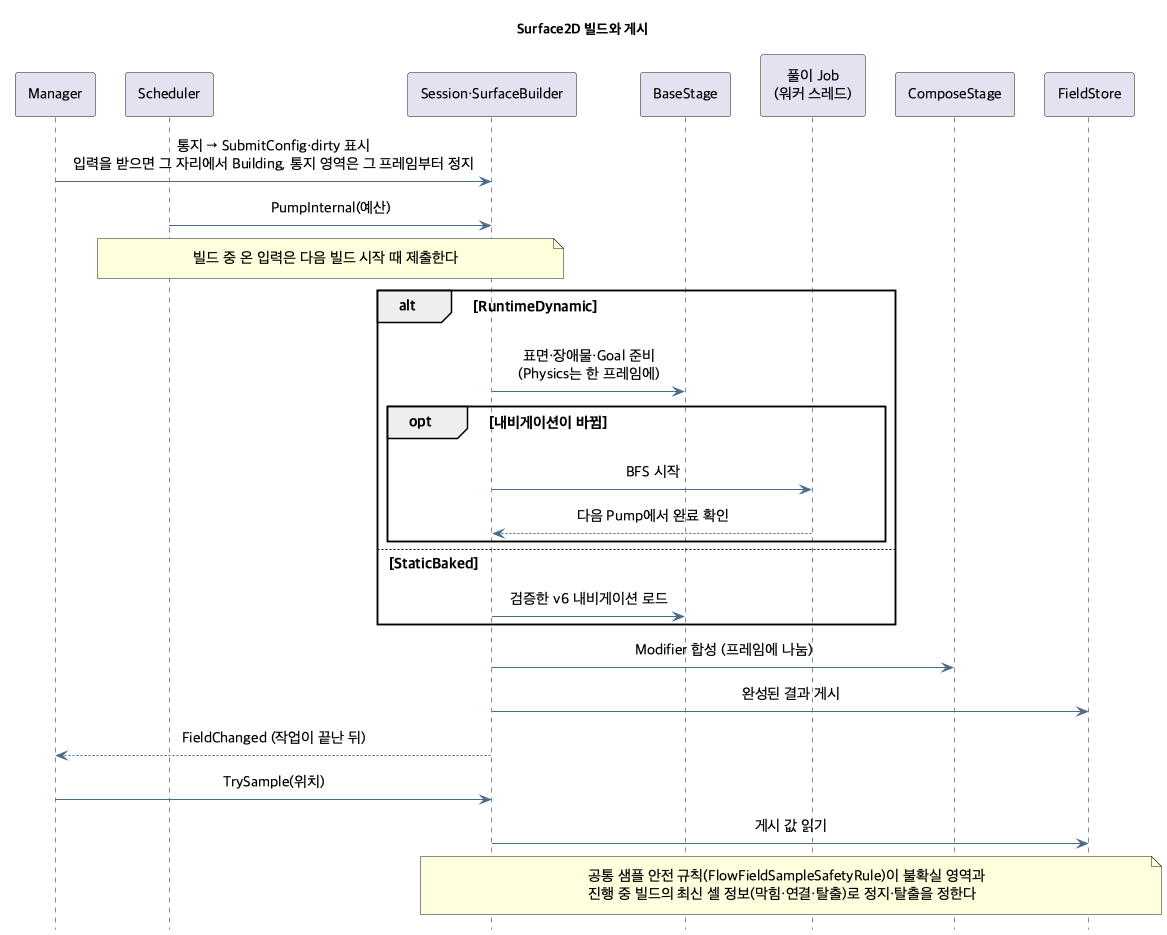 Surface2D 빌드와 게시
Manager
Scheduler
Session·SurfaceBuilder
BaseStage
풀이 Job
(워커 스레드)
ComposeStage
FieldStore
통지 → SubmitConfig·dirty 표시
입력을 받으면 그 자리에서 Building, 통지 영역은 그 프레임부터 정지
PumpInternal(예산)
빌드 중 온 입력은 다음 빌드 시작 때 제출한다
alt
[RuntimeDynamic]
표면·장애물·Goal 준비
(Physics는 한 프레임에)
opt
[내비게이션이 바뀜]
BFS 시작
다음 Pump에서 완료 확인
[StaticBaked]
검증한 v6 내비게이션 로드
Modifier 합성 (프레임에 나눔)
완성된 결과 게시
FieldChanged (작업이 끝난 뒤)
TrySample(위치)
게시 값 읽기
공통 샘플 안전 규칙(FlowFieldSampleSafetyRule)이 불확실 영역과
진행 중 빌드의 최신 셀 정보(막힘·연결·탈출)로 정지·탈출을 정한다